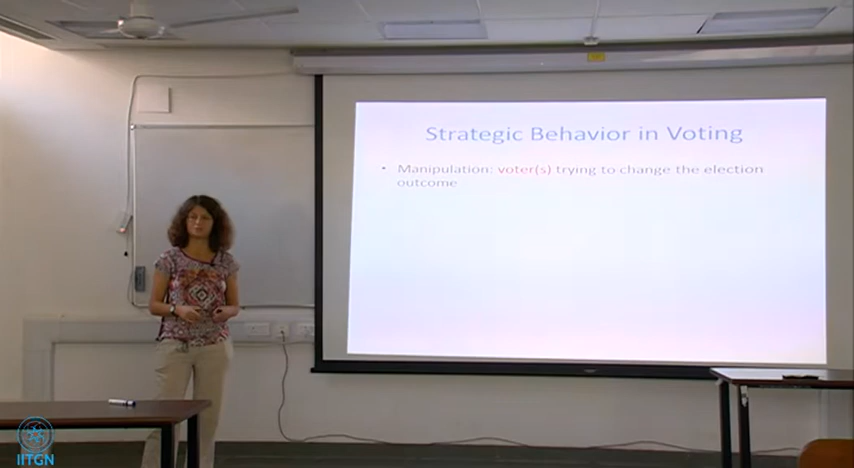 Strategic Behavior in Voting
• Manipulation: voter(s) trying to change the election
outcome
IITGN